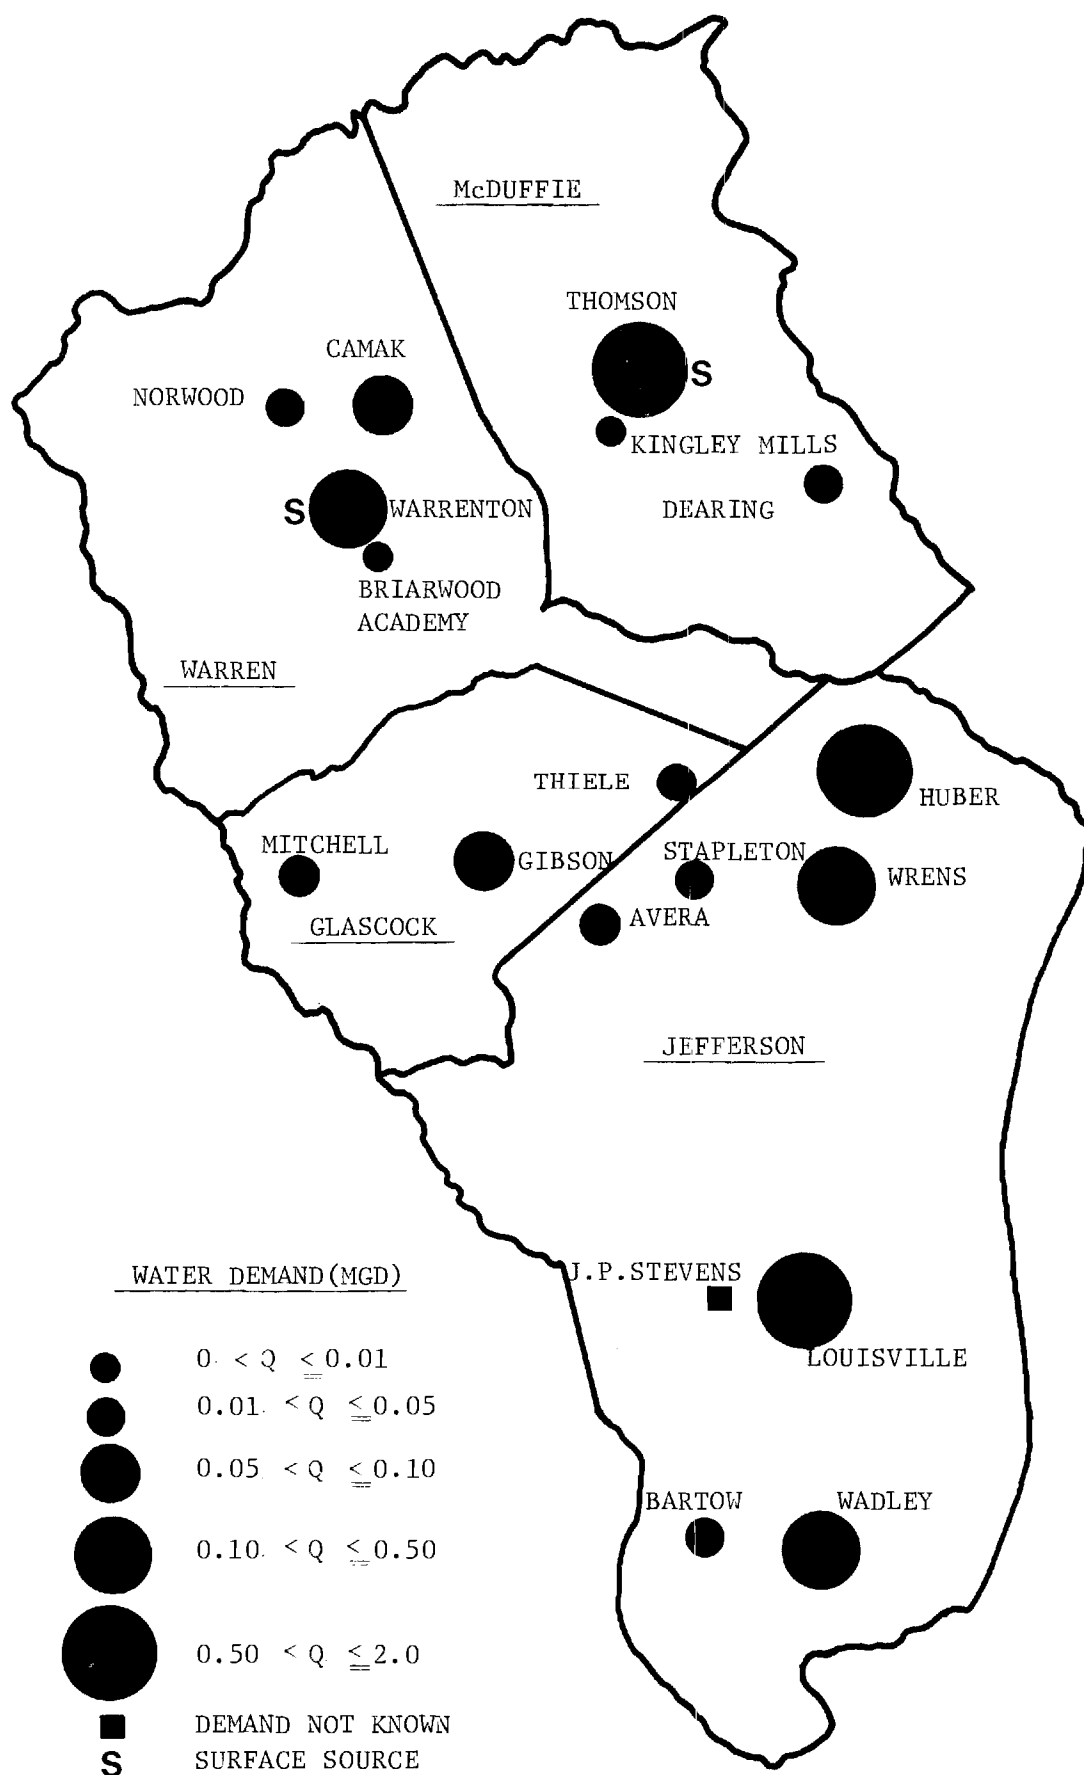 McDUFFIE
THOMSON
S
CAMAK
NORWOOD
KINGLEY MILLS
DEARING
S WARRENTON
BRIARWOOD
ACADEMY
WARREN
THIELE
HUBER
MITCHELL
GIBSON
STAPLETON
WRENS
AVERA
GLASCOCK
JEFFERSON
J.P.STEVENS
LOUISVILLE
BARTOW
WADLEY
WATER DEMAND(MGD)
0 < Q ≤ 0.01
0.01 < Q ≤ 0.05
0.05 < Q ≤ 0.10
0.10 < Q ≤ 0.50
0.50 < Q ≤ 2.0
DEMAND NOT KNOWN
S SURFACE SOURCE